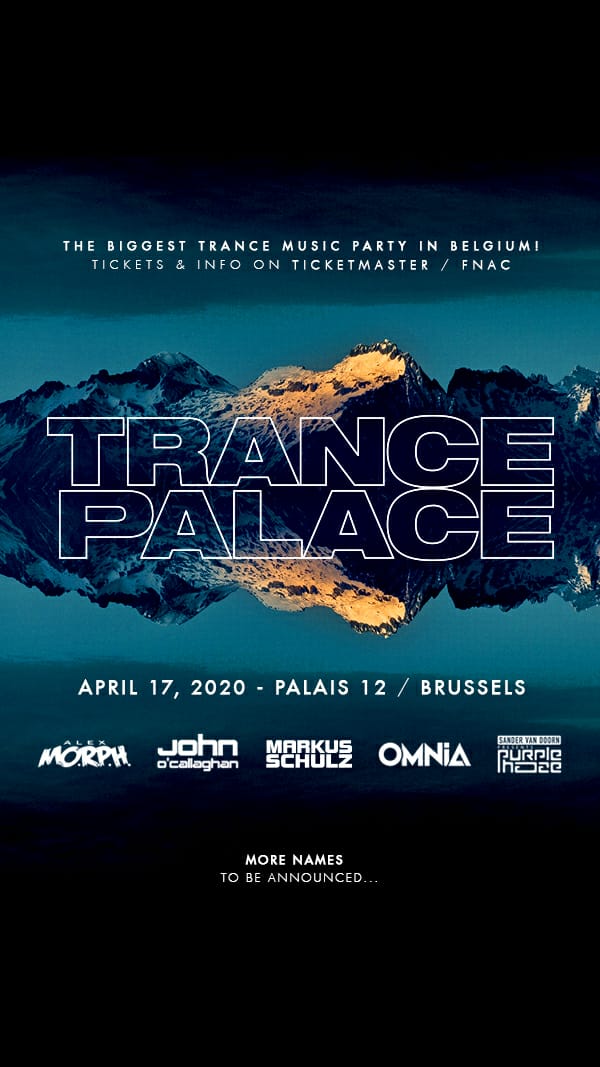 THE BIGGEST TRANCE MUSIC PARTY IN BELGIUM!
TICKETS & INFO ON TICKETMASTER / FNAC
TRANCE
PALACE
APRIL 17, 2020 - PALAIS 12 / BRUSSELS
ALEX
MORPH.
John
o'callaghan
MARKUS
SCHULZ
OMNiA
SANDER VAN DOORN
PRESENTS
PURPLE
HAZE
MORE NAMES
TO BE ANNOUNCED...